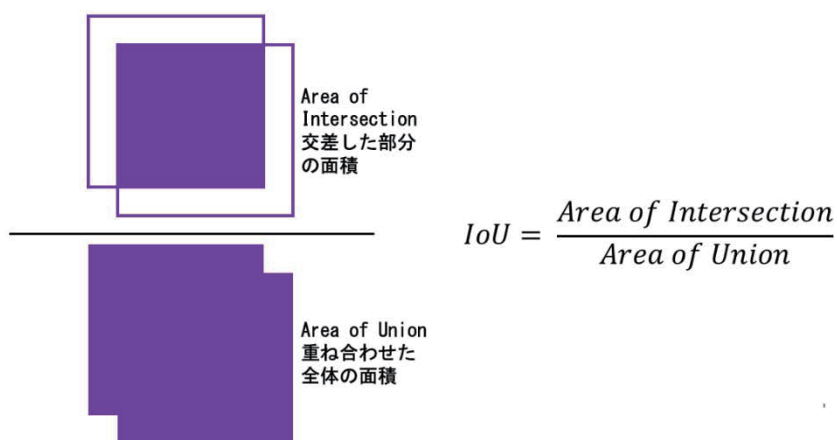 Area of
Intersection
交差した部分
の面積
Area of Union
重ね合わせた
全体の面積
IoU = Area of Intersection
Area of Union